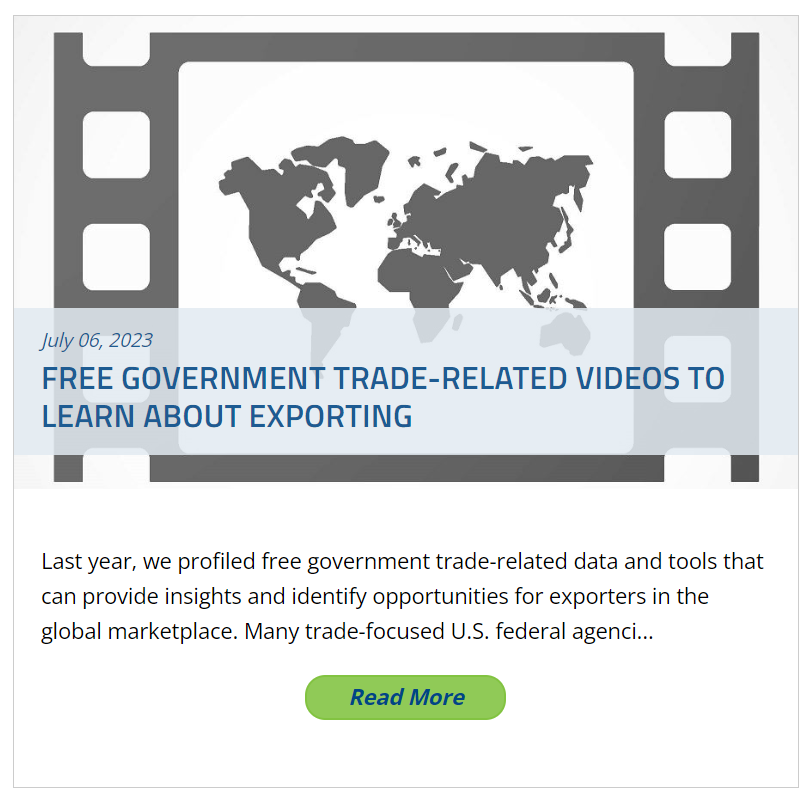 July 06, 2023
FREE GOVERNMENT TRADE-RELATED VIDEOS TO
LEARN ABOUT EXPORTING
Last year, we profiled free government trade-related data and tools that
can provide insights and identify opportunities for exporters in the
global marketplace. Many trade-focused U.S. federal agenci...
Read More